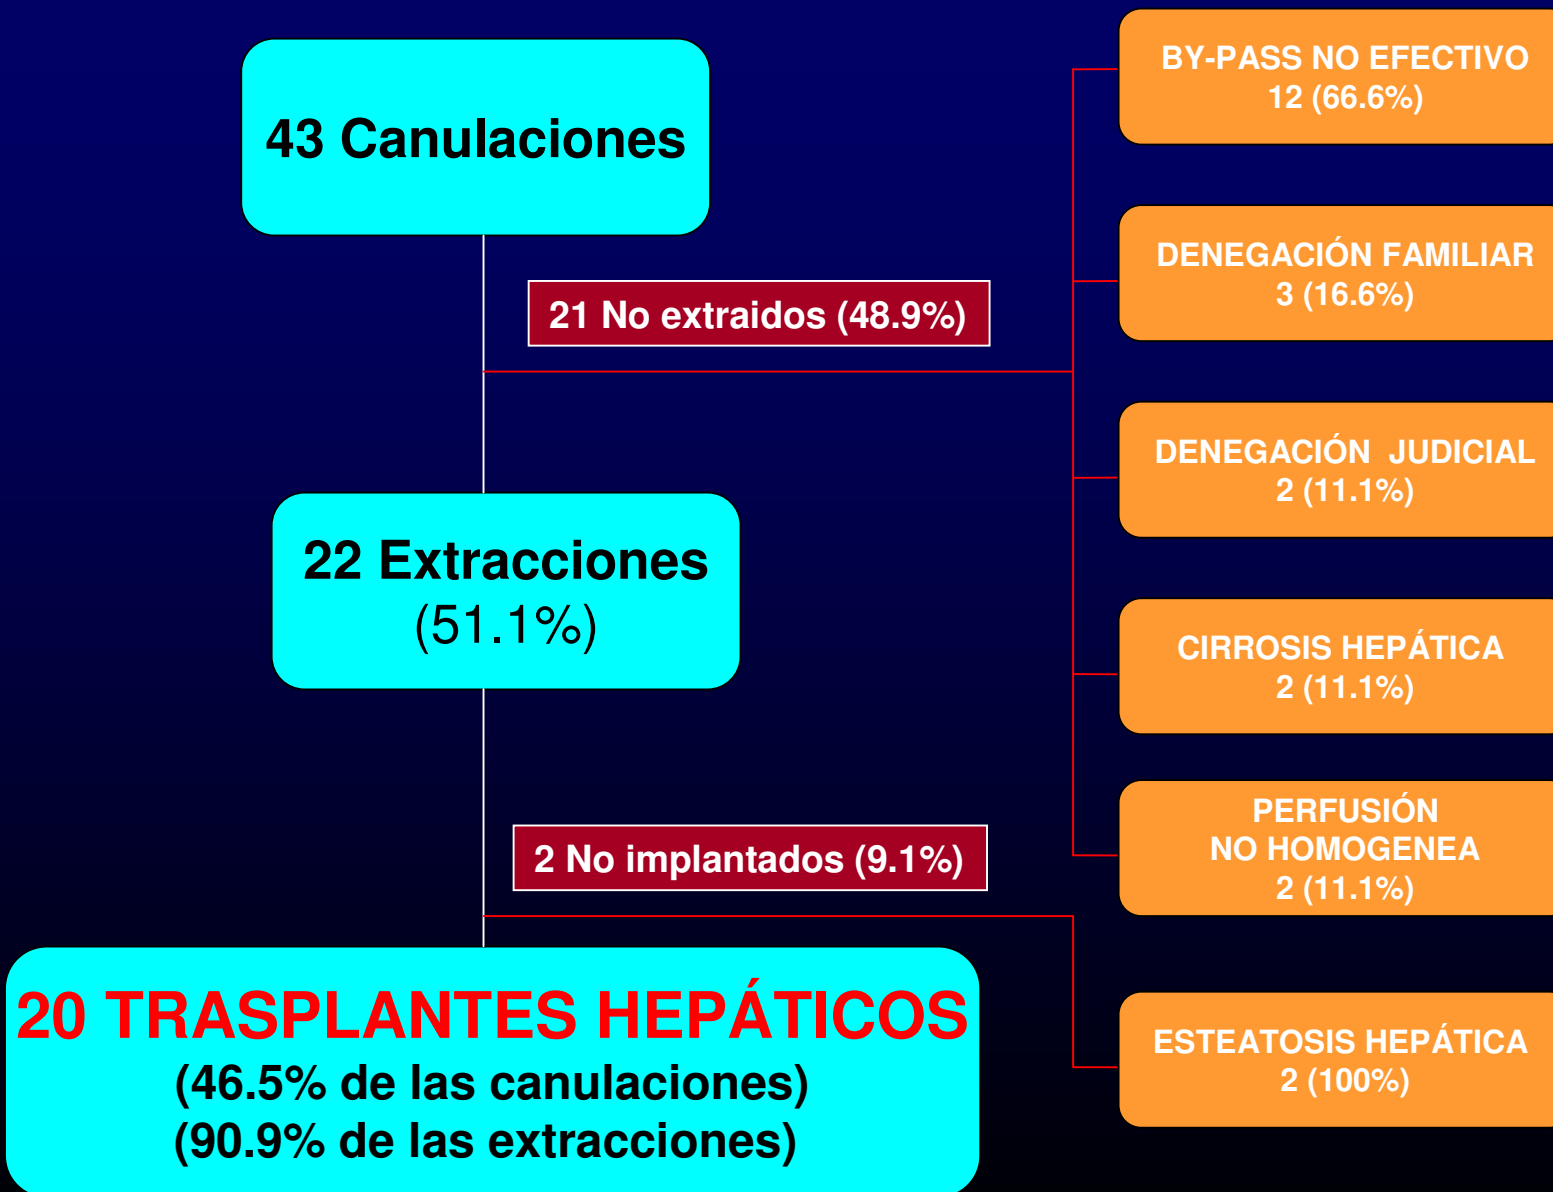 43 Canulaciones
BY-PASS NO EFECTIVO
12 (66.6%)
DENEGACIÓN FAMILIAR
3 (16.6%)
21 No extraidos (48.9%)
DENEGACIÓN  JUDICIAL
2 (11.1%)
22 Extracciones
(51.1%)
CIRROSIS HEPÁTICA
2 (11.1%)
PERFUSIÓN
NO HOMOGENEA
2 (11.1%)
2 No implantados (9.1%)
20 TRASPLANTES HEPÁTICOS
(46.5% de las canulaciones)
(90.9% de las extracciones)
ESTEATOSIS HEPÁTICA
2 (100%)